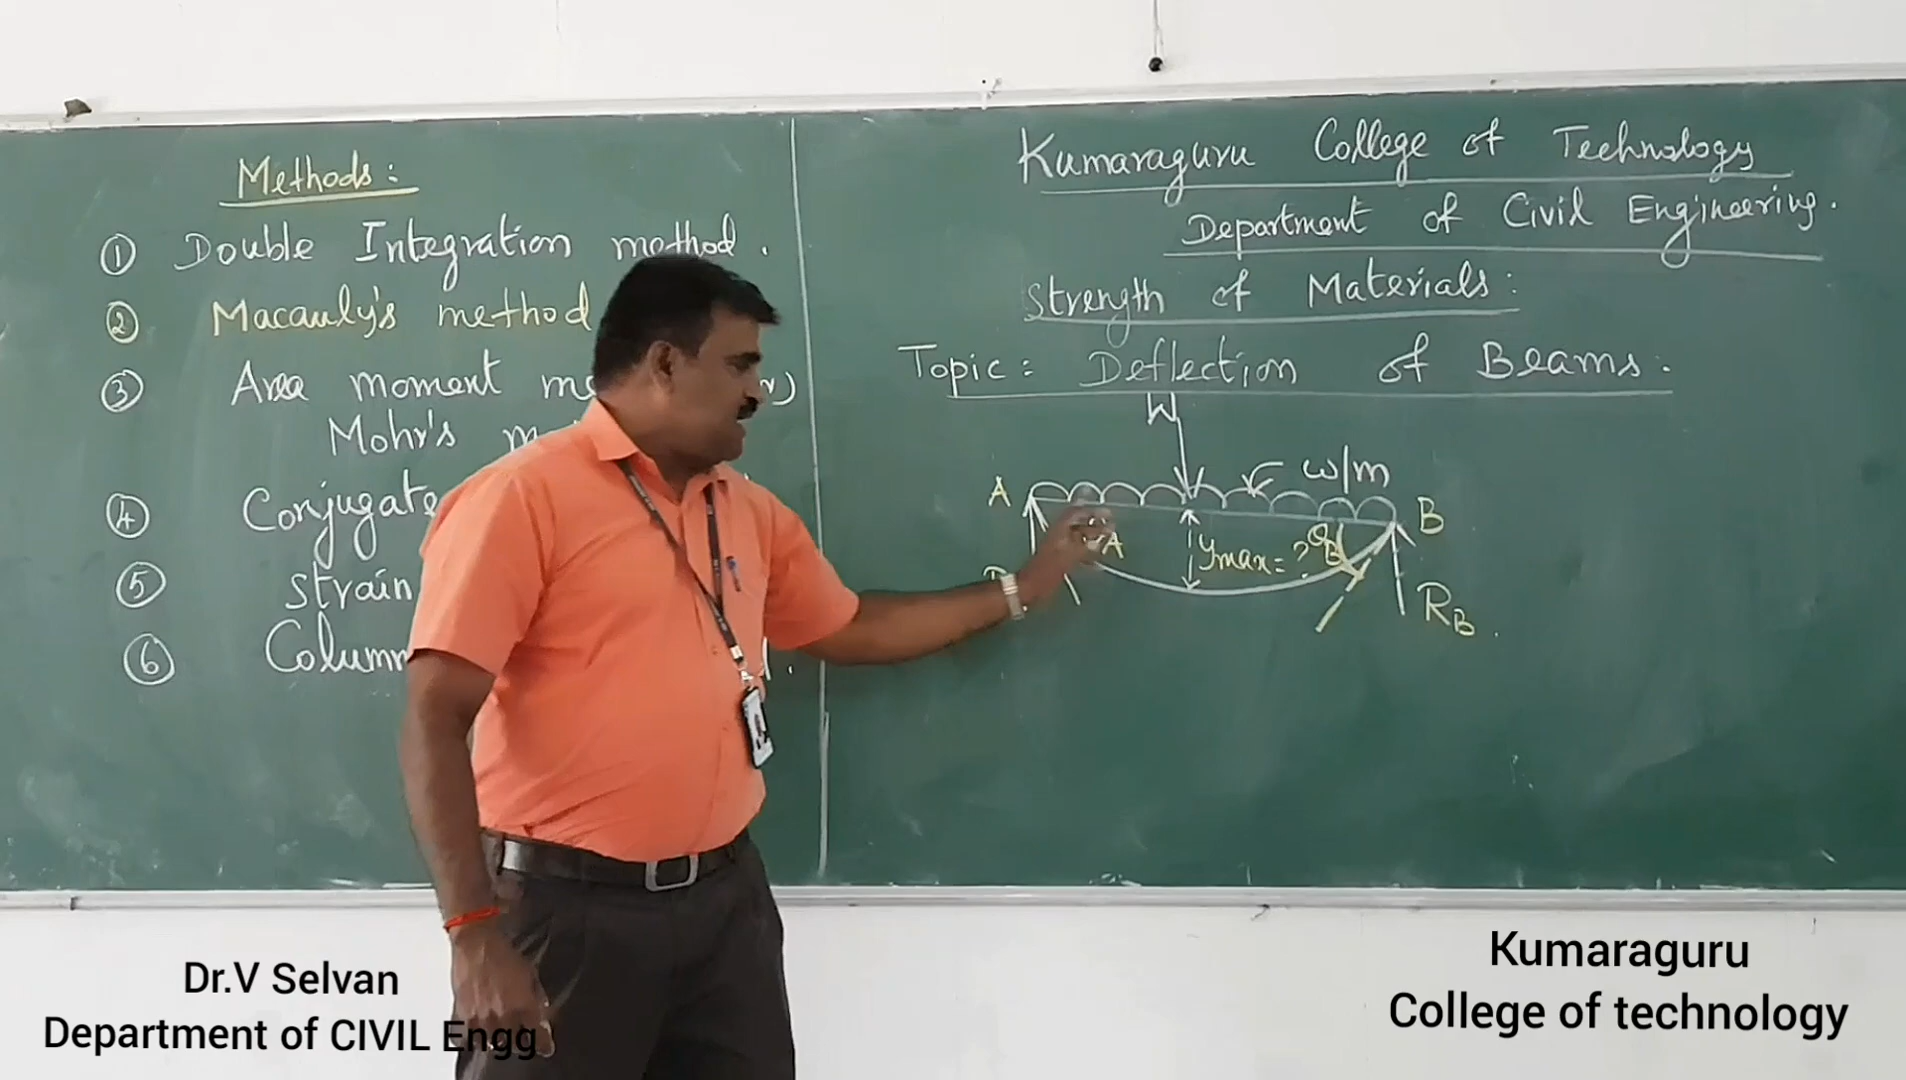 Methods:
① Double Integration method.
② Macauly's method
③ Area moment
Mohr's
④ Conjugate
⑤ Strain
⑥ Column
Kumaraguru College of Technology
Department of Civil Engineering.
Strength of Materials:
Topic: Deflection of Beams:
W
w/m
A
B
A
Ymax=?
θB
RB.
Dr.V Selvan
Department of CIVIL Engg
Kumaraguru
College of technology